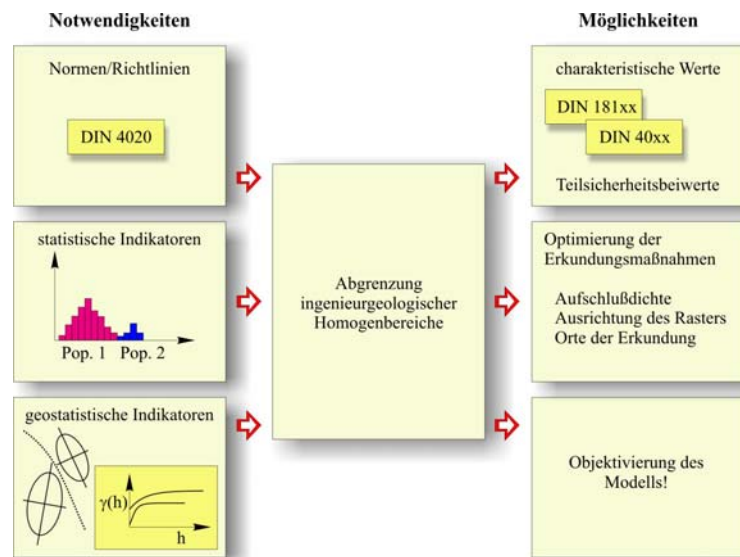 Notwendigkeiten
Normen/Richtlinien
DIN 4020
statistische Indikatoren
Pop. 1 Pop. 2
geostatistische Indikatoren
γ(h)
h
Abgrenzung
ingenieurgeologischer
Homogenbereiche
Möglichkeiten
charakteristische Werte
DIN 181xx
DIN 40xx
Teilsicherheitsbeiwerte
Optimierung der
Erkundungsmaßnahmen
Aufschlußdichte
Ausrichtung des Rasters
Orte der Erkundung
Objektivierung des
Modells!